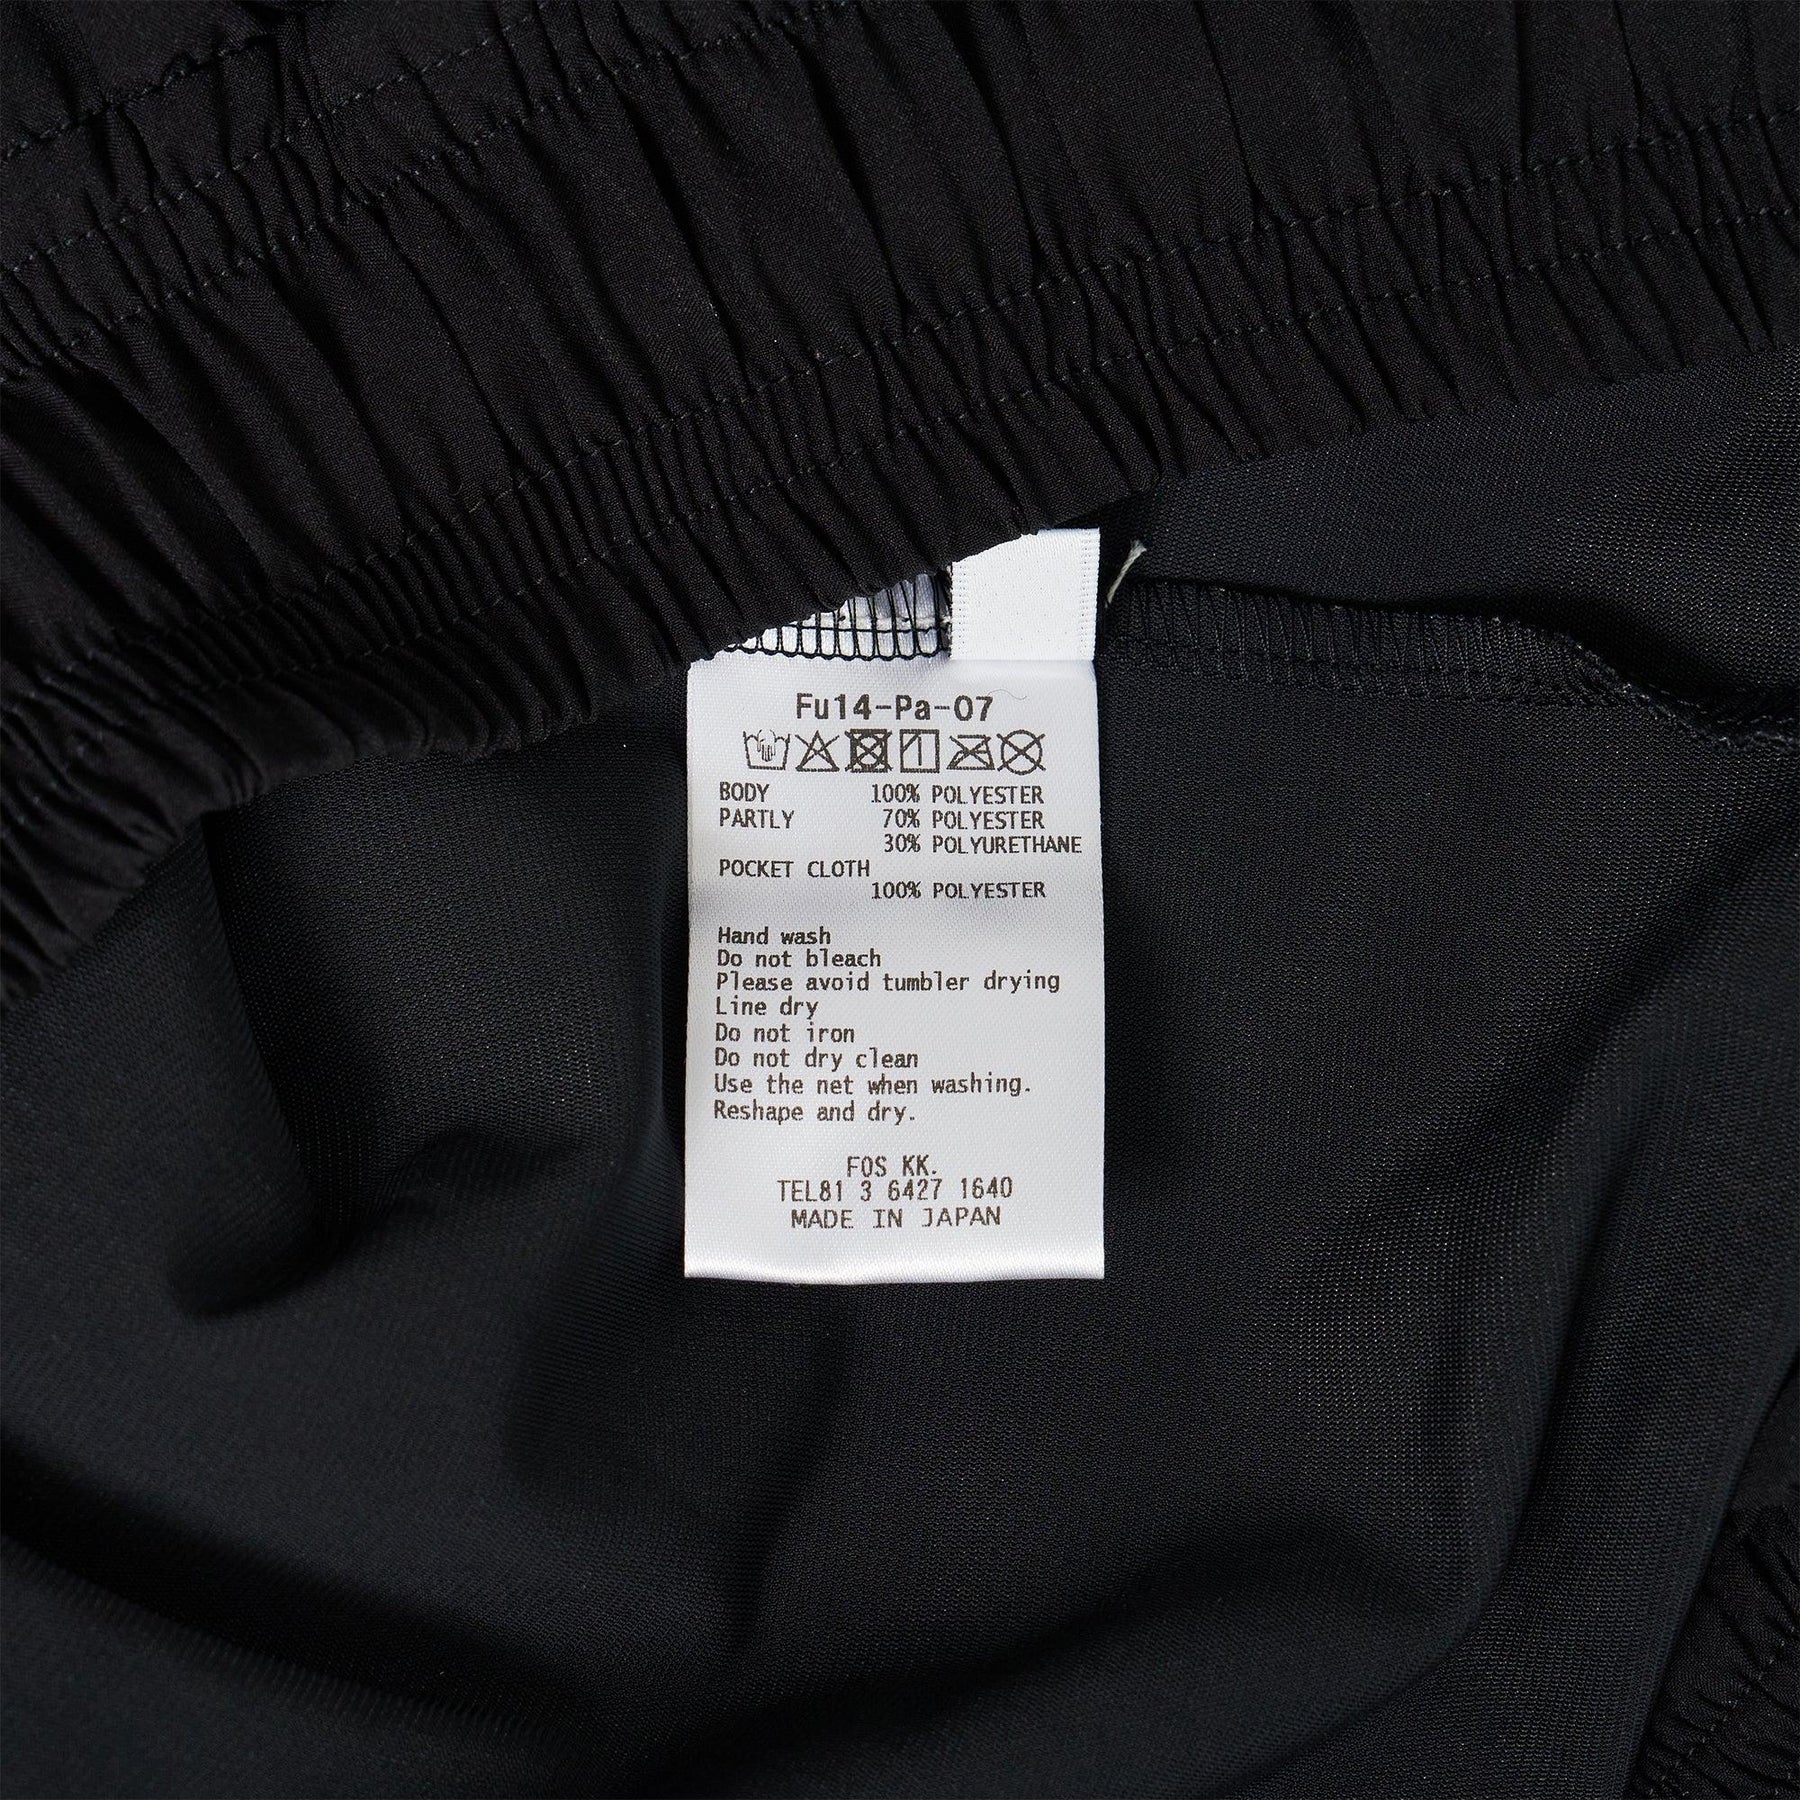 Fu14-Pa-07
BODY 100% POLYESTER
PARTLY 70% POLYESTER
30% POLYURETHANE
POCKET CLOTH
100% POLYESTER
Hand wash
Do not bleach
Please avoid tumbler drying
Line dry
Do not iron
Do not dry clean
Use the net when washing.
Reshape and dry.
FOS KK.
TEL81 3 6427 1640
MADE IN JAPAN